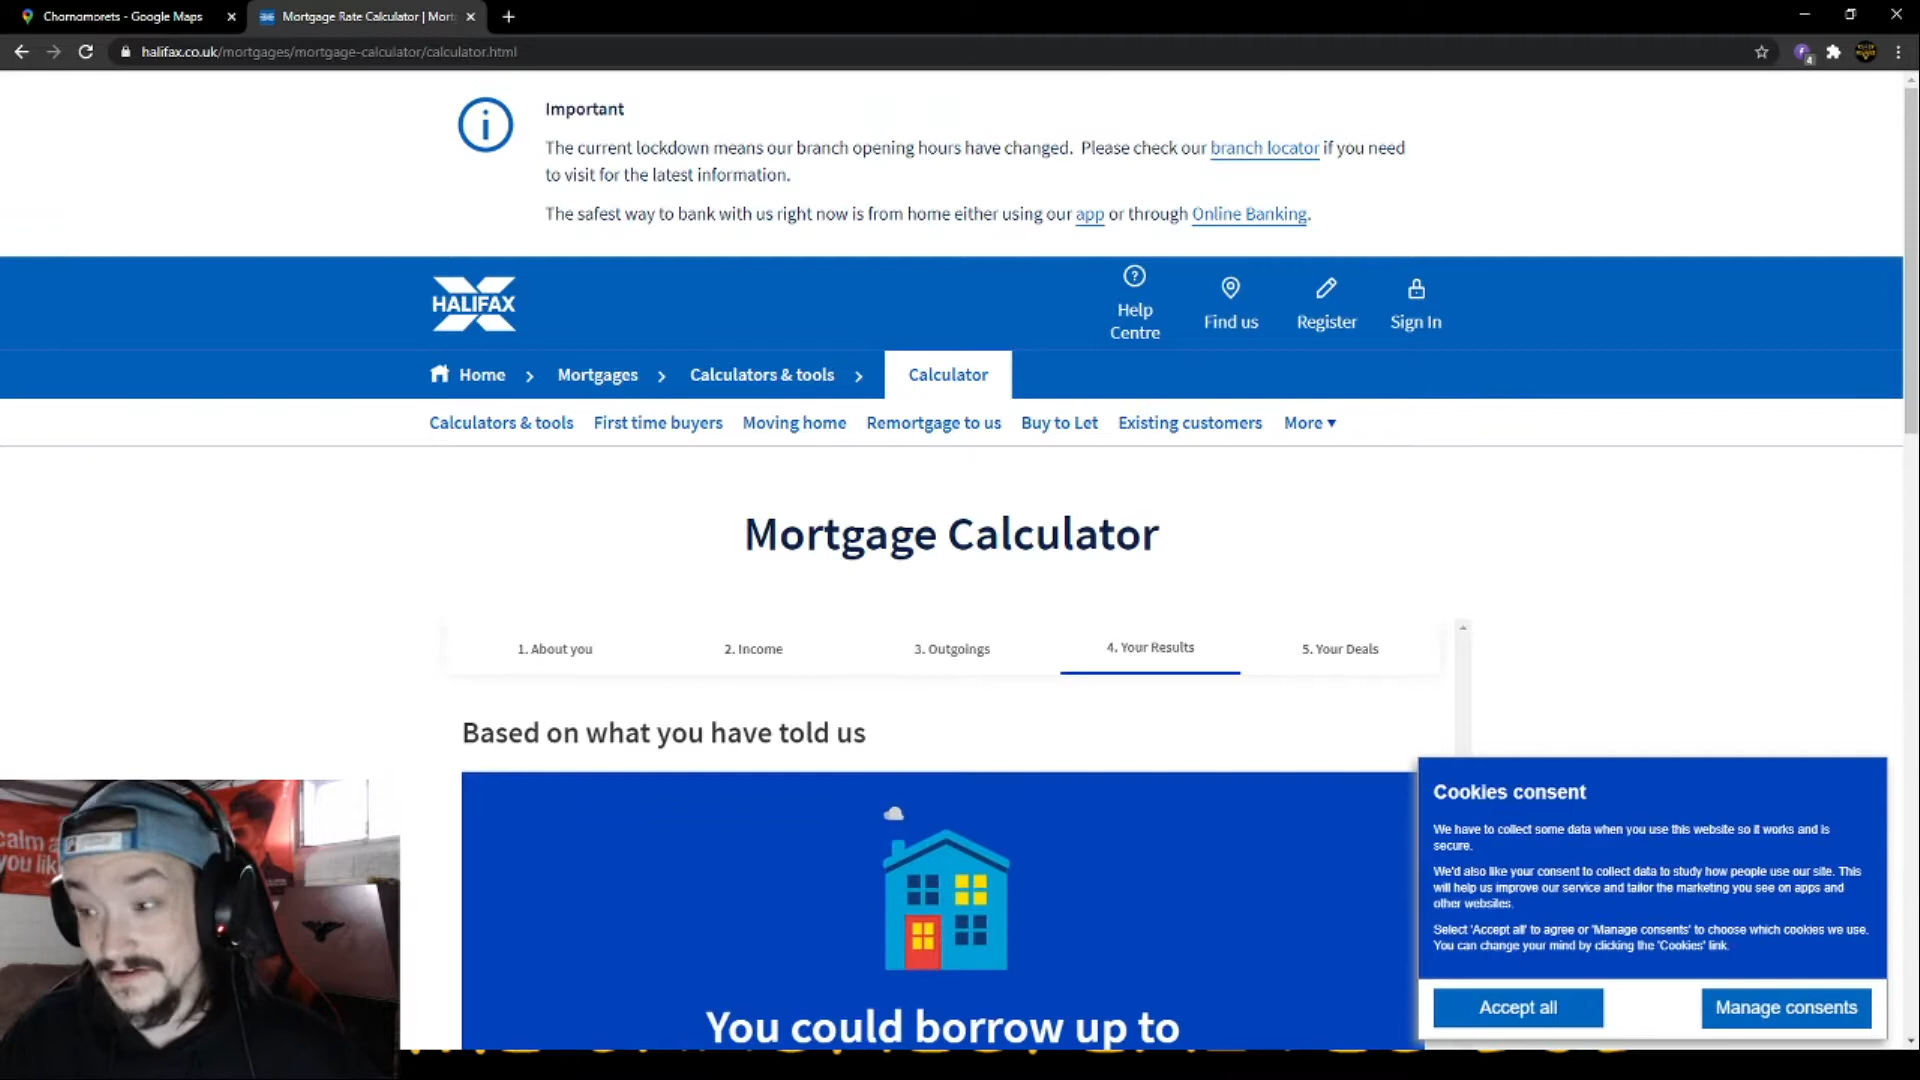 Chornomorets - Google Maps
Mortgage Rate Calculator | Mort
halifax.co.uk/mortgages/mortgage-calculator/calculator.html
4
Important
The current lockdown means our branch opening hours have changed. Please check our branch locator if you need
to visit for the latest information.
The safest way to bank with us right now is from home either using our app or through Online Banking.
HALIFAX
Help
Centre
Find us
Register
Sign In
Home
Mortgages
Calculators & tools
Calculator
Calculators & tools
First time buyers
Moving home
Remortgage to us
Buy to Let
Existing customers
More
Mortgage Calculator
1. About you
2. Income
3. Outgoings
4. Your Results
5. Your Deals
Based on what you have told us
You could borrow up to
Cookies consent
We have to collect some data when you use this website so it works and is
secure.
We'd also like your consent to collect data to study how people use our site. This
will help us improve our service and tailor the marketing you see on apps and
other websites.
Select 'Accept all' to agree or 'Manage consents' to choose which cookies we use.
You can change your mind by clicking the 'Cookies' link.
Accept all
Manage consents
calm a
you lik